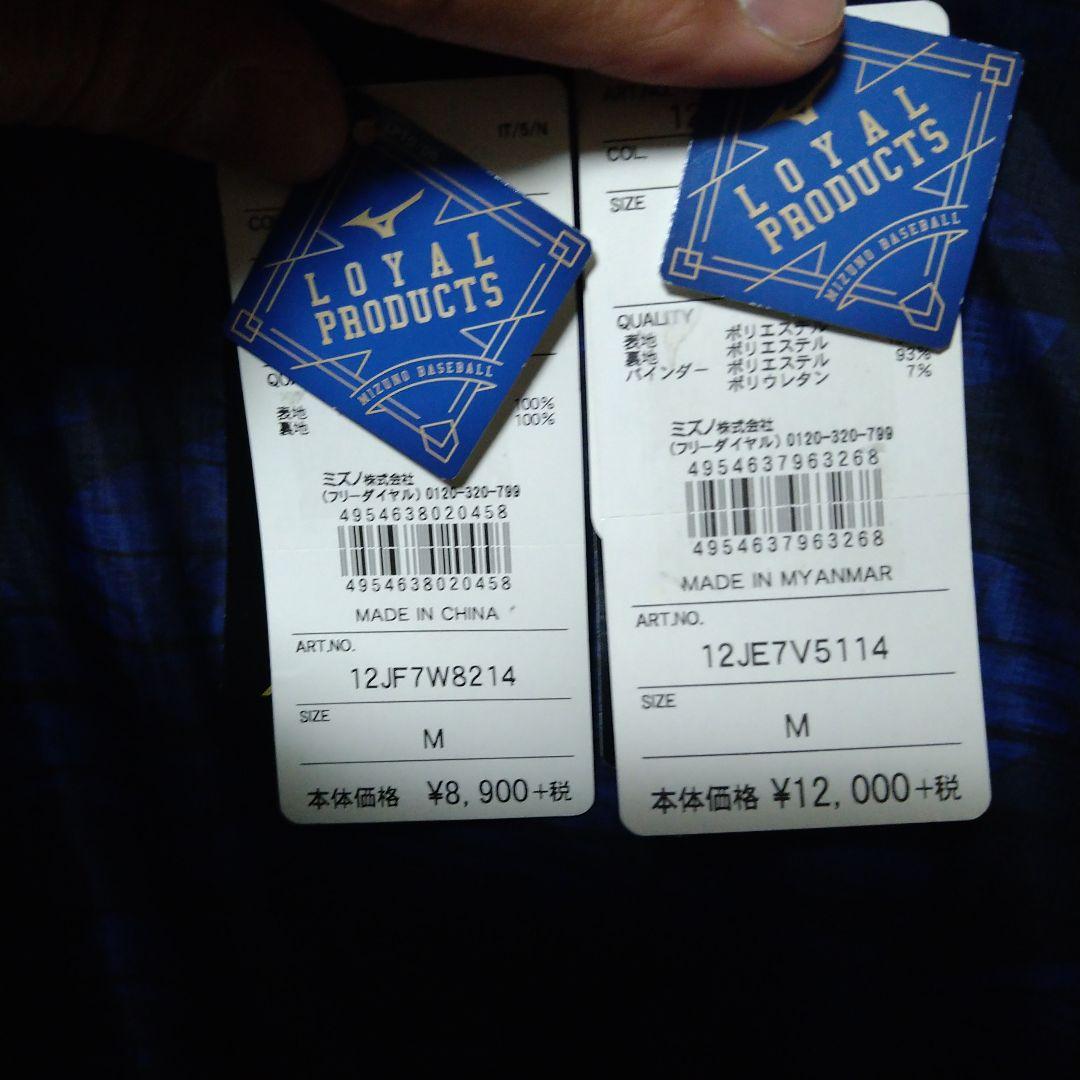 IT/5/N
LOYAL
PRODUCTS
MIZUNO BASEBALL
表地
100%
裏地
100%
ミズノ株式会社
(フリーダイヤル) 0120-320-799
4954638020458
4954638020458
MADE IN CHINA
ART.NO.
12JF7W8214
SIZE
M
本体価格 ¥8,900+税
COL.
SIZE
LOYAL
PRODUCTS
MIZUNO BASEBALL
QUALITY
表地 ポリエステル
裏地 ポリエステル
バインダー ポリエステル 93%
ポリウレタン 7%
ミズノ株式会社
(フリーダイヤル) 0120-320-799
4954637963268
4954637963268
MADE IN MYANMAR
ART.NO.
12JE7V5114
SIZE
M
本体価格 ¥12,000+税